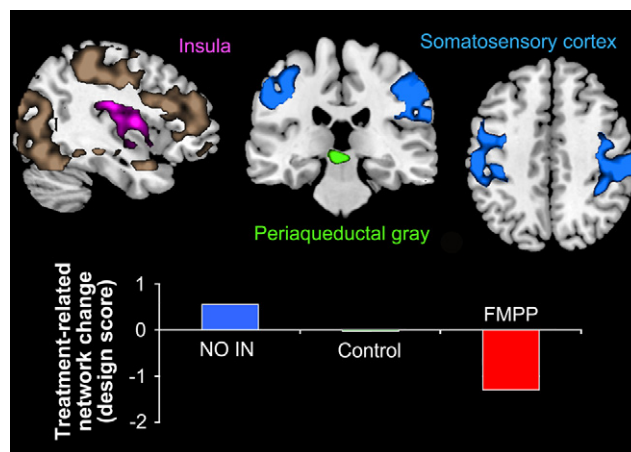 Insula
Somatosensory cortex
Periaqueductal gray
Treatment-related
network change
(design score)
1
0
-1
-2
NO IN
Control
FMPP